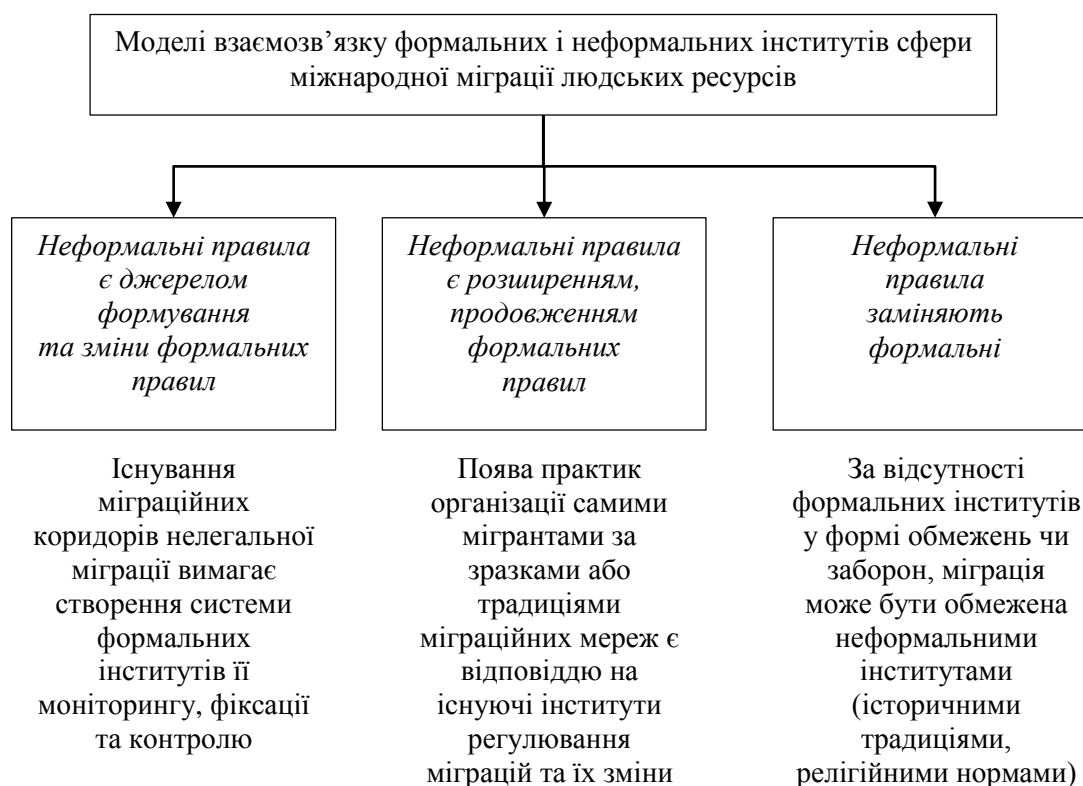 Моделі взаємозв’язку формальних і неформальних інститутів сфери
міжнародної міграції людських ресурсів
Неформальні правила
є джерелом
формування
та зміни формальних
правил
Неформальні правила
є розширенням,
продовженням
формальних
правил
Неформальні
правила
заміняють
формальні
Існування
міграційних
коридорів нелегальної
міграції вимагає
створення системи
формальних
інститутів її
моніторингу, фіксації
та контролю
Поява практик
організації самими
мігрантами за
зразками або
традиціями
міграційних мереж є
відповіддю на
існуючі інститути
регулювання
міграцій та їх зміни
За відсутності
формальних інститутів
у формі обмежень чи
заборон, міграція
може бути обмежена
неформальними
інститутами
(історичними
традиціями,
релігійними нормами)